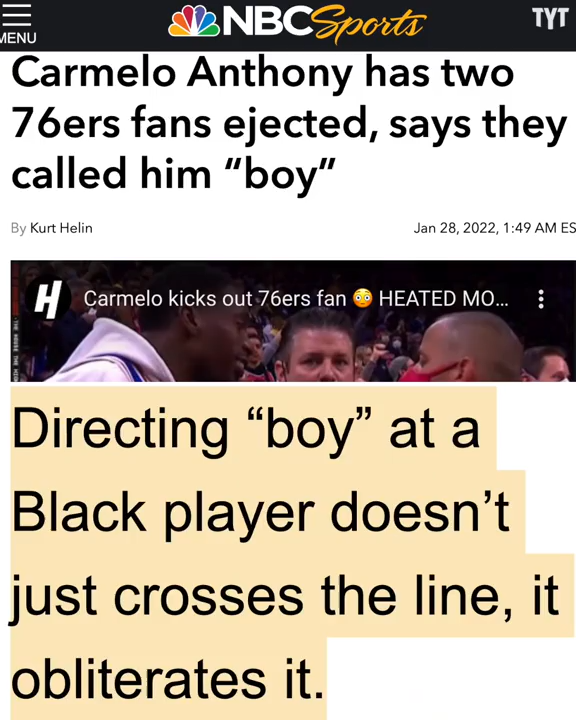 MENU
NBC Sports
TYT
Carmelo Anthony has two
76ers fans ejected, says they
called him “boy”
By Kurt Helin
Jan 28, 2022, 1:49 AM ES
H
Carmelo kicks out 76ers fan 😳 HEATED MO...
Directing “boy” at a
Black player doesn’t
just crosses the line, it
obliterates it.